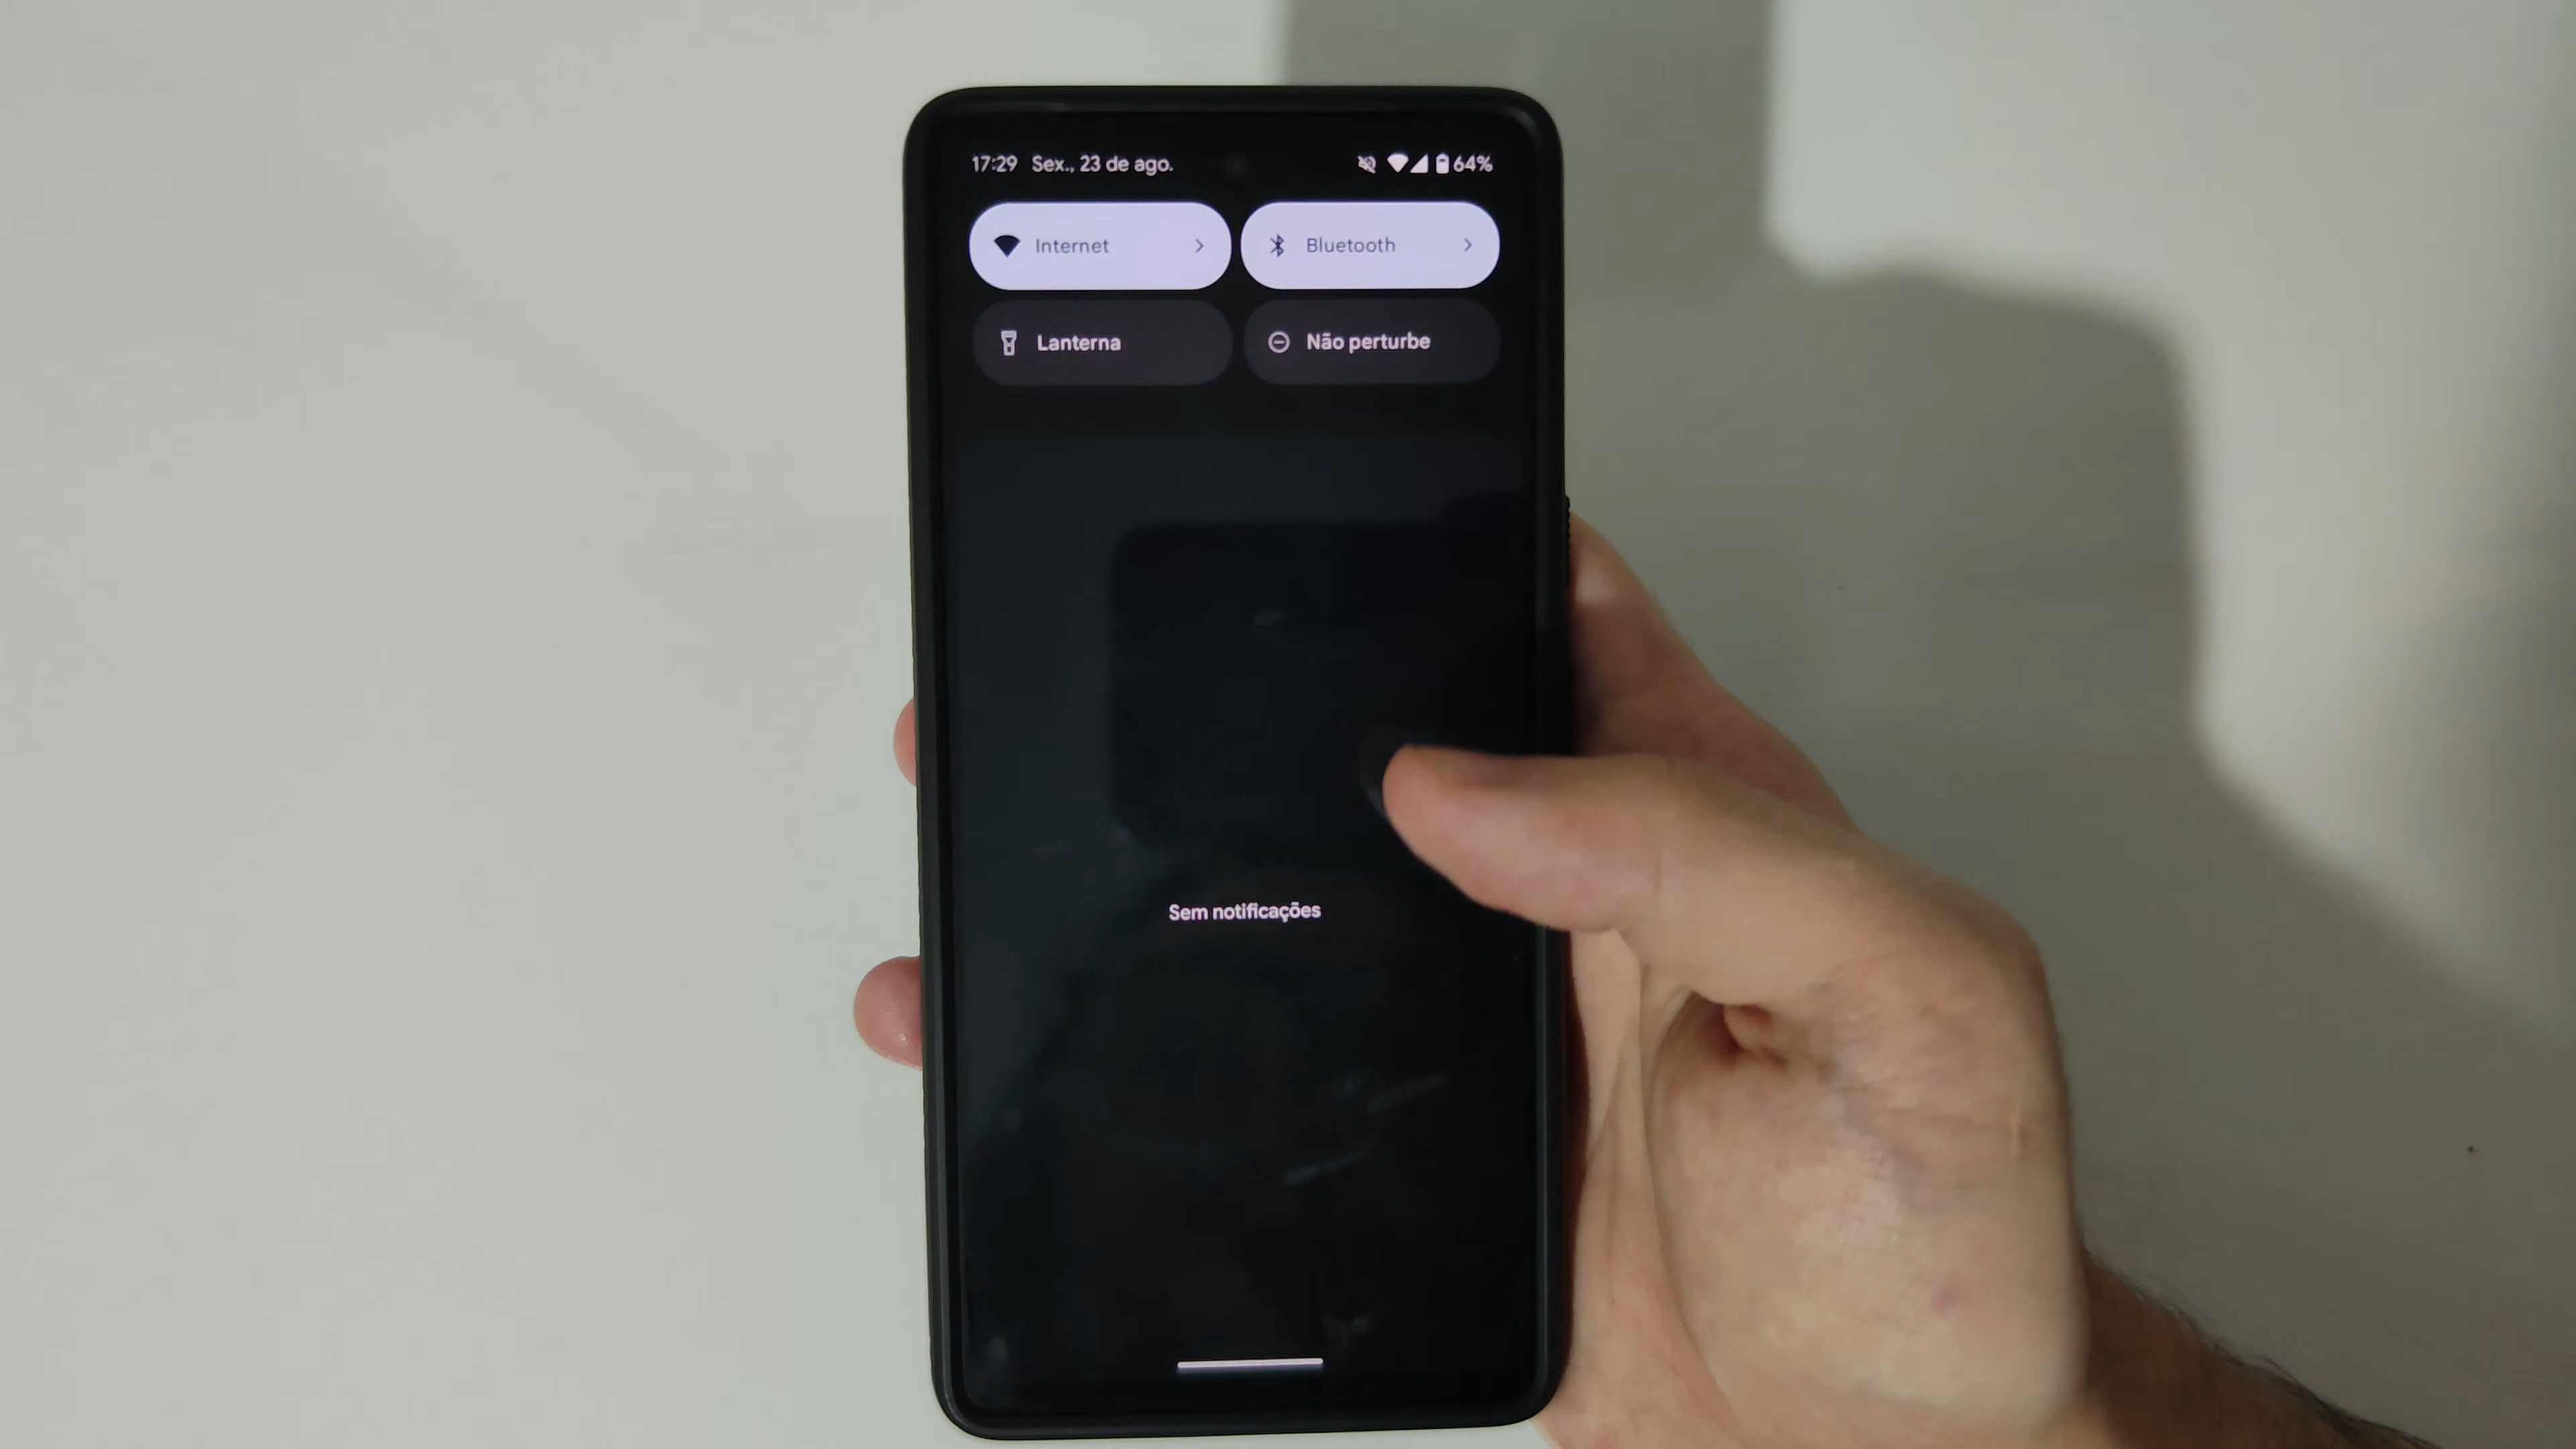 17:29 Sex., 23 de ago. 64%
Internet Bluetooth
Lanterna Não perturbe
Sem notificações